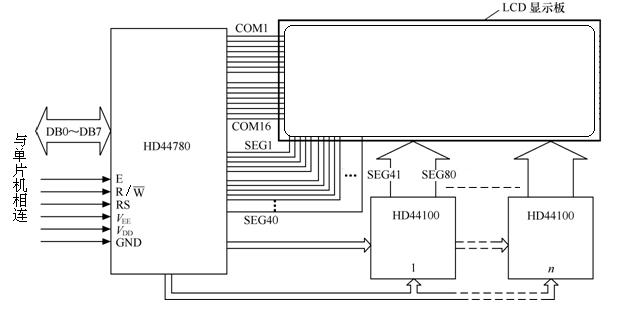 LCD 显示板
COM1
COM16
SEG1
SEG40
SEG41
SEG80
DB0～DB7
HD44780
与单片机相连
E
R/W̅
RS
VEE
VDD
GND
HD44100
1
HD44100
n